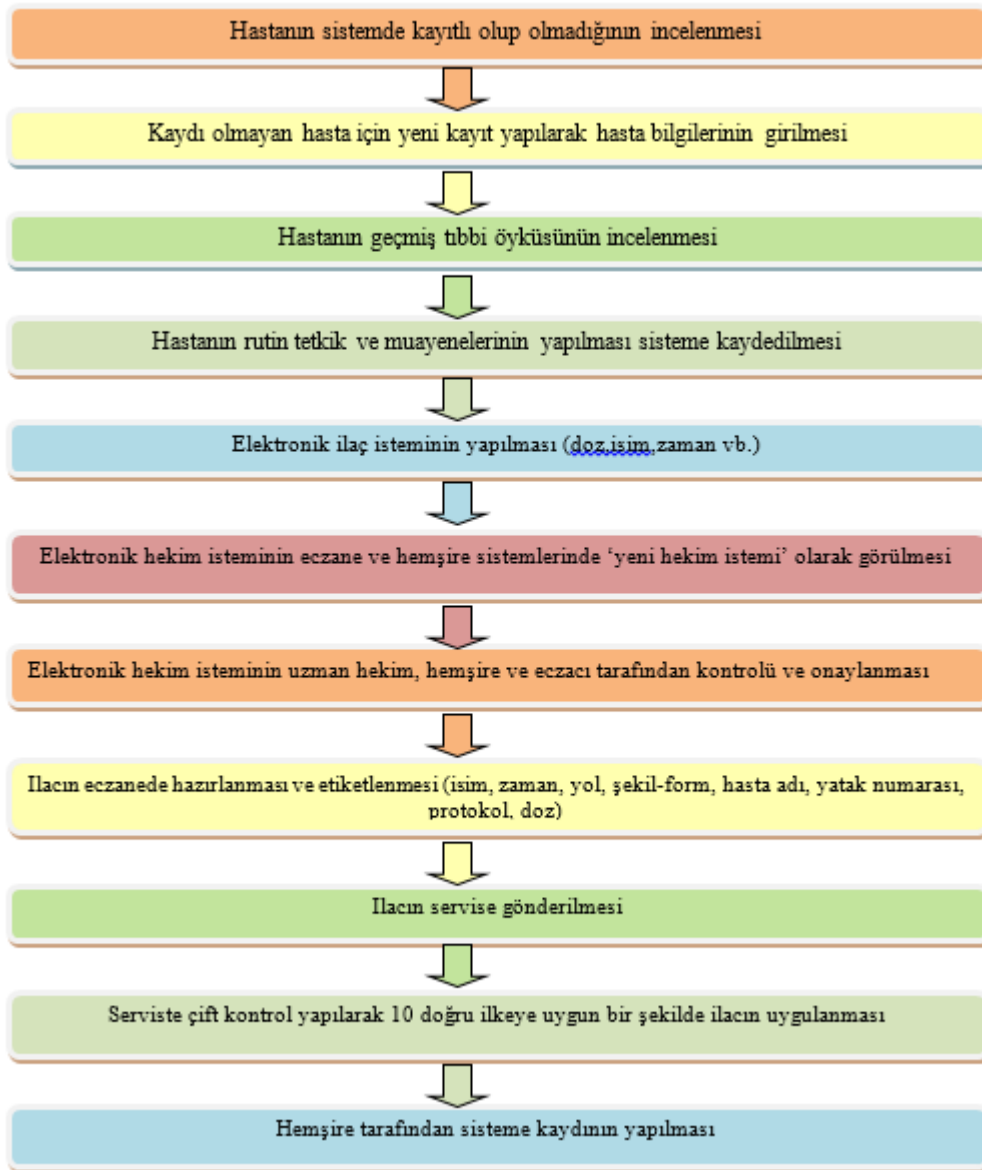 Hastanın sistemde kayıtlı olup olmadığının incelenmesi
Kaydı olmayan hasta için yeni kayıt yapılarak hasta bilgilerinin girilmesi
Hastanın geçmiş tıbbi öyküsünün incelenmesi
Hastanın rutin tetkik ve muayenelerinin yapılması sisteme kaydedilmesi
Elektronik ilaç isteminin yapılması (doz,isim,zaman vb.)
Elektronik hekim isteminin eczane ve hemşire sistemlerinde ‘yeni hekim istemi’ olarak görülmesi
Elektronik hekim isteminin uzman hekim, hemşire ve eczacı tarafından kontrolü ve onaylanması
Ilacın eczanede hazırlanması ve etiketlenmesi (isim, zaman, yol, şekil-form, hasta adı, yatak numarası,
protokol, doz)
Ilacın servise gönderilmesi
Serviste çift kontrol yapılarak 10 doğru ilkeye uygun bir şekilde ilacın uygulanması
Hemşire tarafından sisteme kaydının yapılması